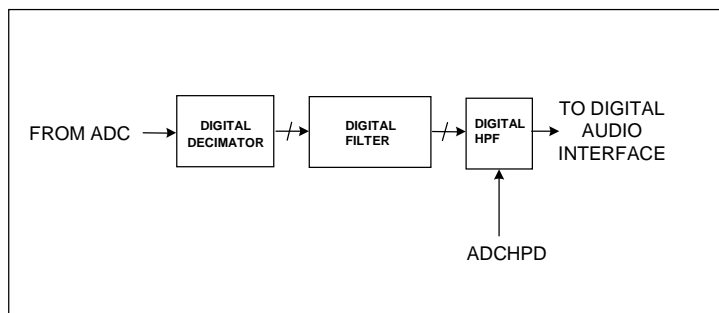 FROM ADC
DIGITAL
DECIMATOR
DIGITAL
FILTER
DIGITAL
HPF
TO DIGITAL
AUDIO
INTERFACE
ADCHPD